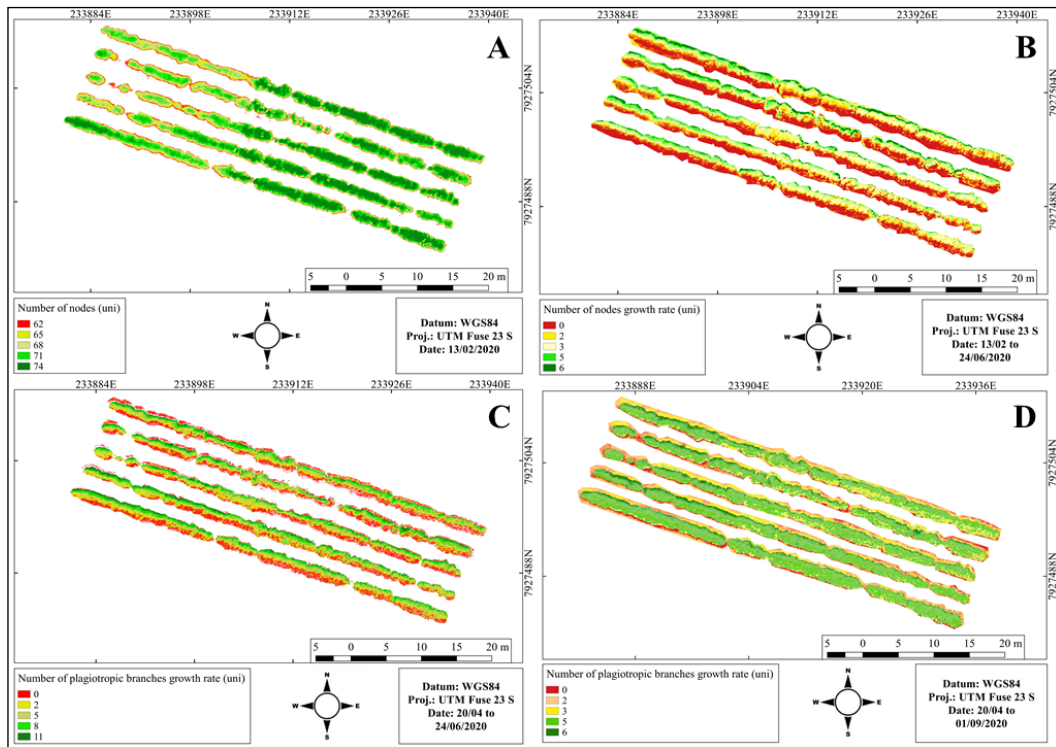 233884E 233898E 233912E 233926E 233940E
A
7927504N
7927488N
5 0 5 10 15 20 m
Number of nodes (uni)
62
65
68
71
74
N
W E
S
Datum: WGS84
Proj.: UTM Fuse 23 S
Date: 13/02/2020
233884E 233898E 233912E 233926E 233940E
B
7927504N
7927488N
5 0 5 10 15 20 m
Number of nodes growth rate (uni)
0
2
3
5
6
N
W E
S
Datum: WGS84
Proj.: UTM Fuse 23 S
Date: 13/02 to
24/06/2020
233884E 233898E 233912E 233926E 233940E
C
7927504N
7927488N
5 0 5 10 15 20 m
Number of plagiotropic branches growth rate (uni)
0
2
5
8
11
N
W E
S
Datum: WGS84
Proj.: UTM Fuse 23 S
Date: 20/04 to
24/06/2020
233888E 233904E 233920E 233936E
D
7927504N
7927488N
5 0 5 10 15 20 m
Number of plagiotropic branches growth rate (uni)
0
2
3
5
6
N
W E
S
Datum: WGS84
Proj.: UTM Fuse 23 S
Date: 20/04 to
01/09/2020